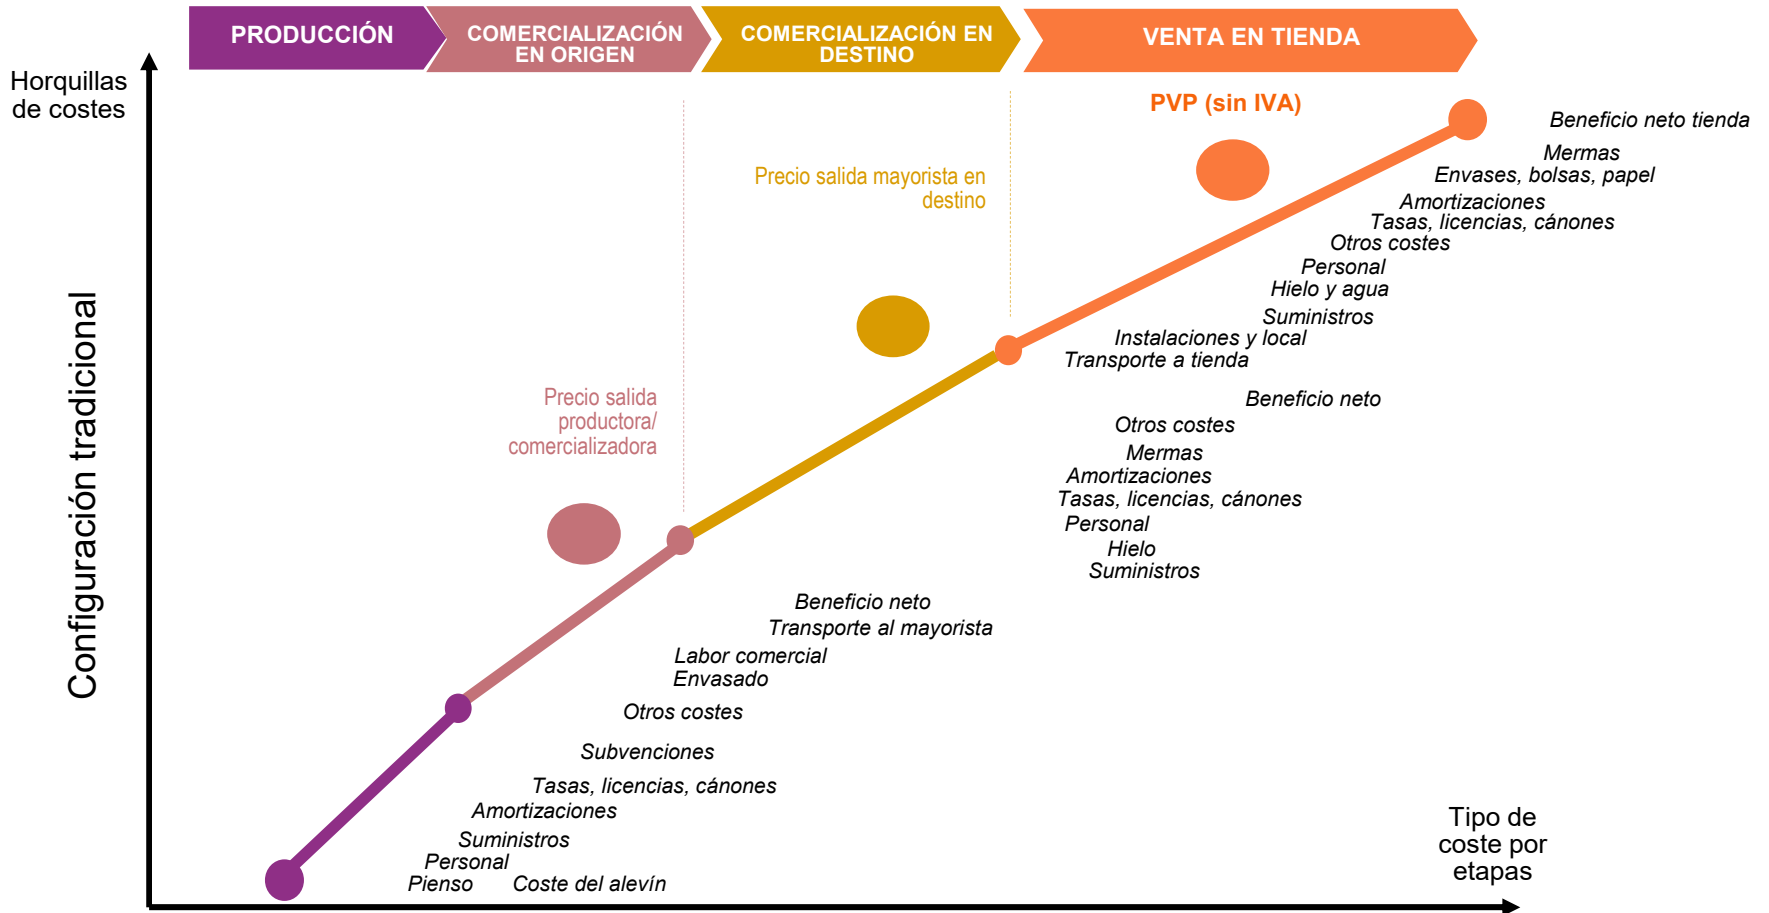 PRODUCCIÓN
COMERCIALIZACIÓN
EN ORIGEN
COMERCIALIZACIÓN EN
DESTINO
VENTA EN TIENDA
Horquillas
de costes
Configuración tradicional
PVP (sin IVA)
Precio salida mayorista en
destino
Precio salida
productora/
comercializadora
Beneficio neto tienda
Mermas
Envases, bolsas, papel
Amortizaciones
Tasas, licencias, cánones
Otros costes
Personal
Hielo y agua
Suministros
Instalaciones y local
Transporte a tienda
Beneficio neto
Otros costes
Mermas
Amortizaciones
Tasas, licencias, cánones
Personal
Hielo
Suministros
Beneficio neto
Transporte al mayorista
Labor comercial
Envasado
Otros costes
Subvenciones
Tasas, licencias, cánones
Amortizaciones
Suministros
Personal
Pienso
Coste del alevín
Tipo de
coste por
etapas